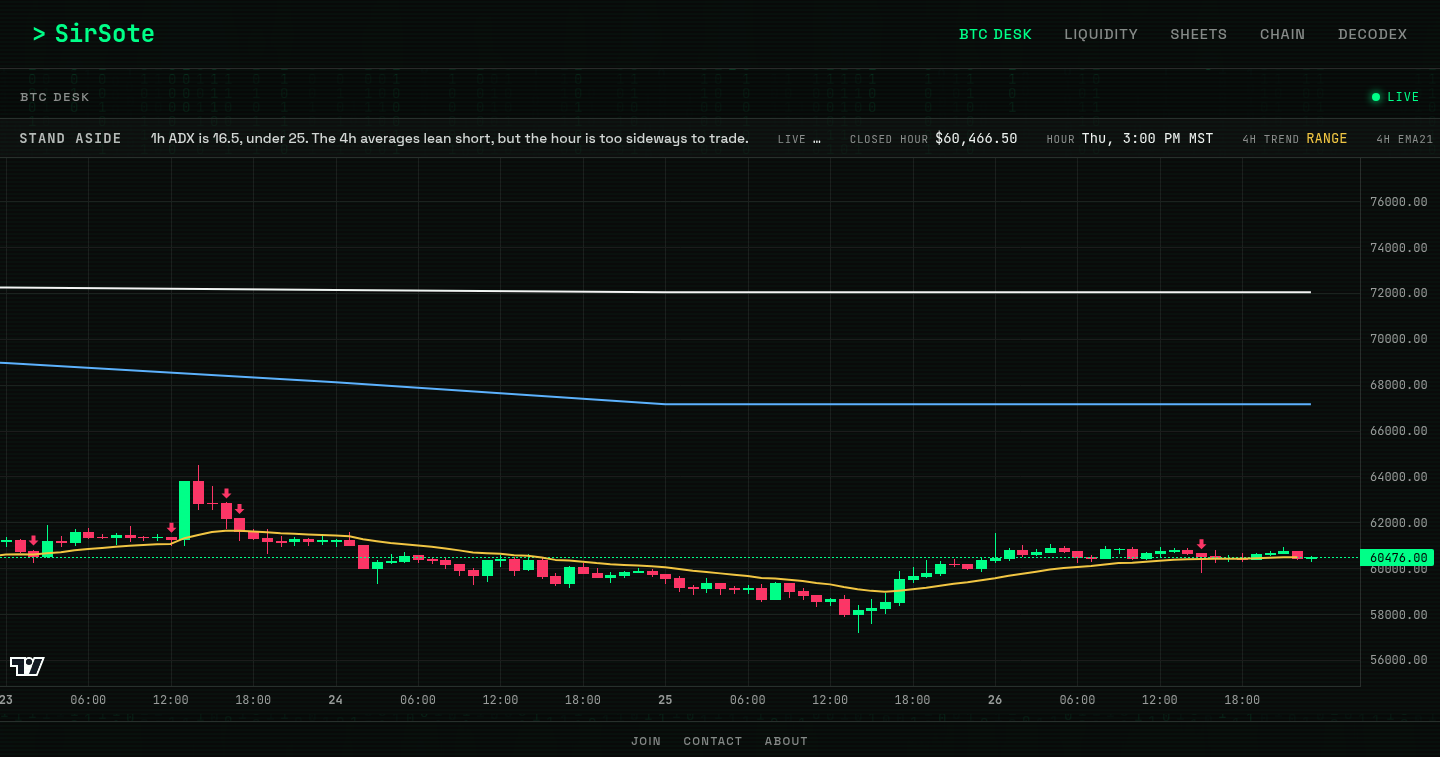 > SirSote
BTC DESK LIQUIDITY SHEETS CHAIN DECODEX
BTC DESK
LIVE
STAND ASIDE 1h ADX is 16.5, under 25. The 4h averages lean short, but the hour is too sideways to trade. LIVE … CLOSED HOUR $60,466.50 HOUR Thu, 3:00 PM MST 4H TREND RANGE 4H EMA21
76000.00
74000.00
72000.00
70000.00
68000.00
66000.00
64000.00
62000.00
60476.00
60000.00
58000.00
56000.00
23 06:00 12:00 18:00 24 06:00 12:00 18:00 25 06:00 12:00 18:00 26 06:00 12:00 18:00
JOIN CONTACT ABOUT